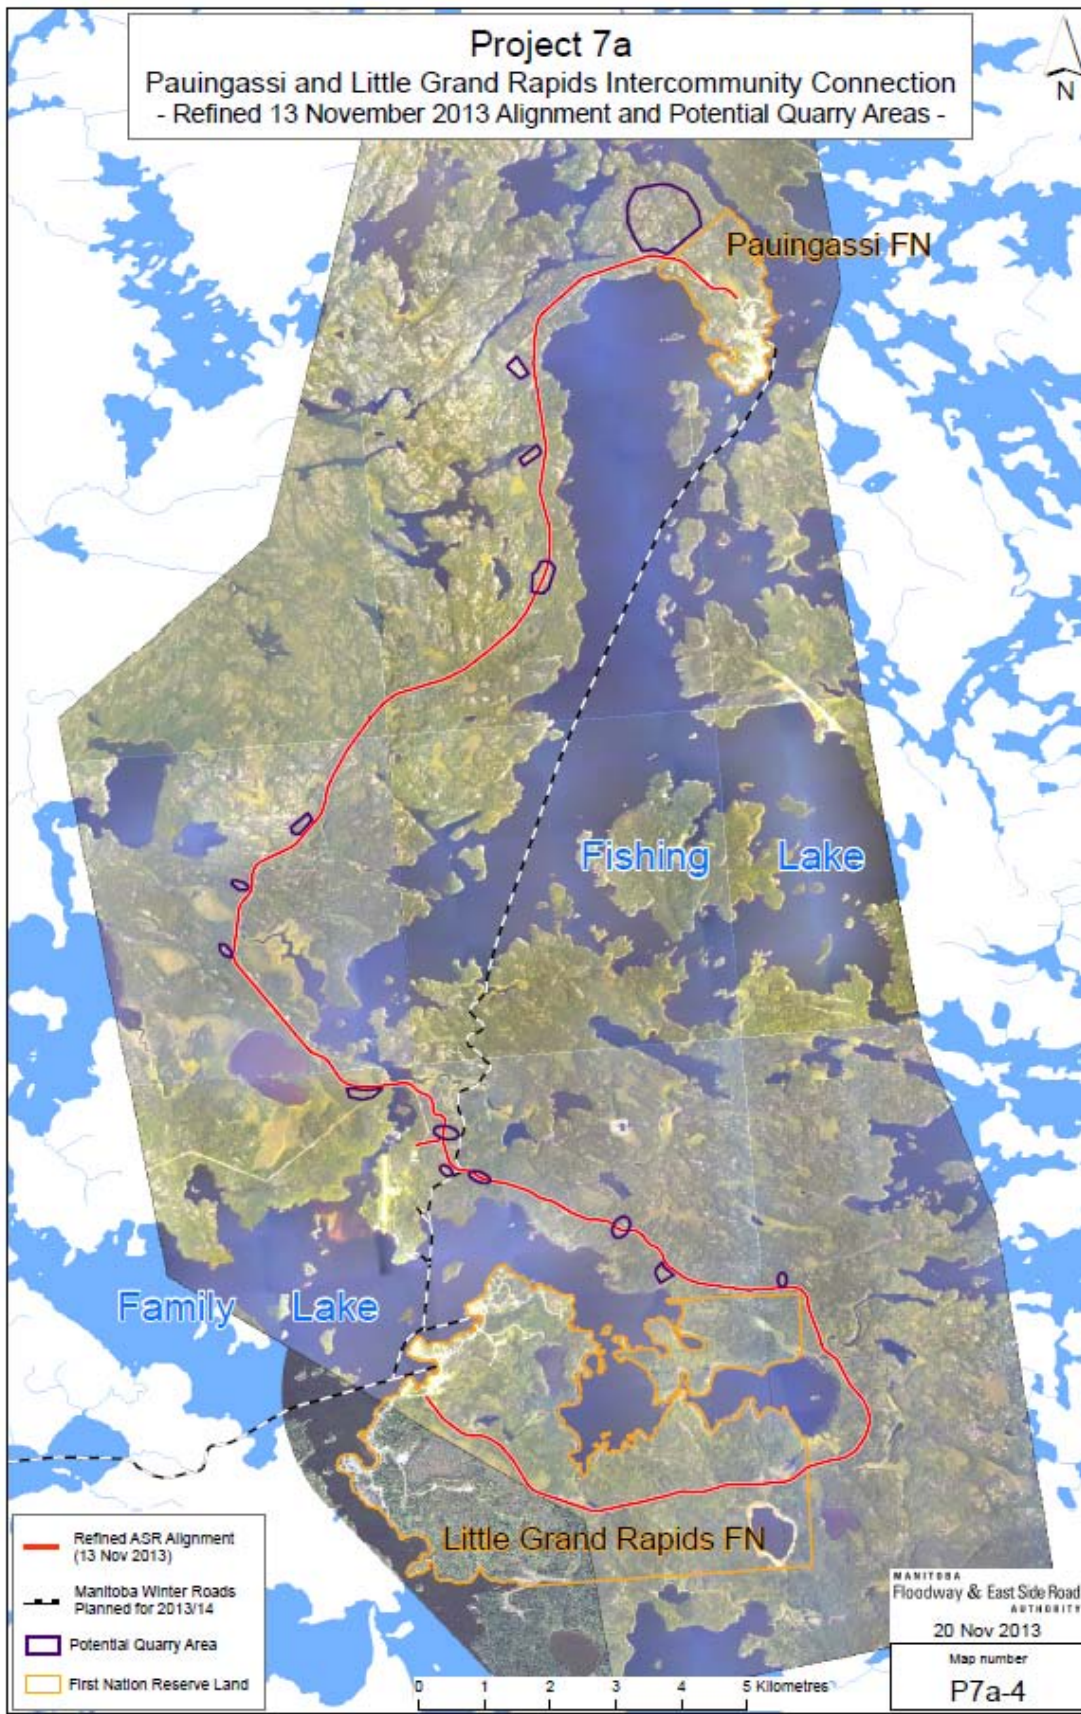 Project 7a
Pauingassi and Little Grand Rapids Intercommunity Connection
- Refined 13 November 2013 Alignment and Potential Quarry Areas -
N
Pauingassi FN
Fishing Lake
Family Lake
Little Grand Rapids FN
Refined ASR Alignment
(13 Nov 2013)
Manitoba Winter Roads
Planned for 2013/14
Potential Quarry Area
First Nation Reserve Land
0 1 2 3 4 5 Kilometres
MANITOBA
Floodway & East Side Road
AUTHORITY
20 Nov 2013
Map number
P7a-4